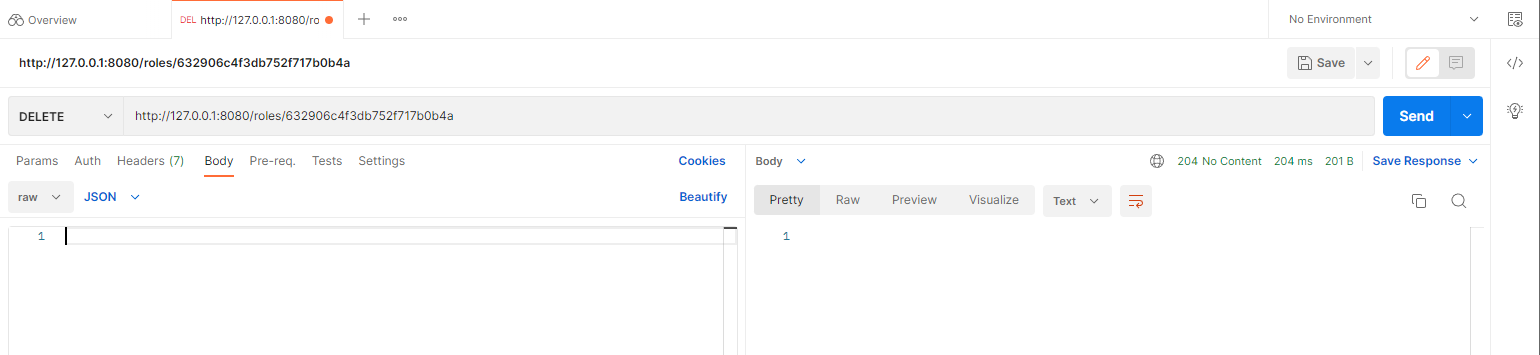 Overview
DEL http://127.0.0.1:8080/ro
No Environment
http://127.0.0.1:8080/roles/632906c4f3db752f717b0b4a
Save
DELETE
http://127.0.0.1:8080/roles/632906c4f3db752f717b0b4a
Send
Params Auth Headers (7) Body Pre-req. Tests Settings Cookies
Body 204 No Content 204 ms 201 B Save Response
raw JSON Beautify
Pretty Raw Preview Visualize Text
1
1